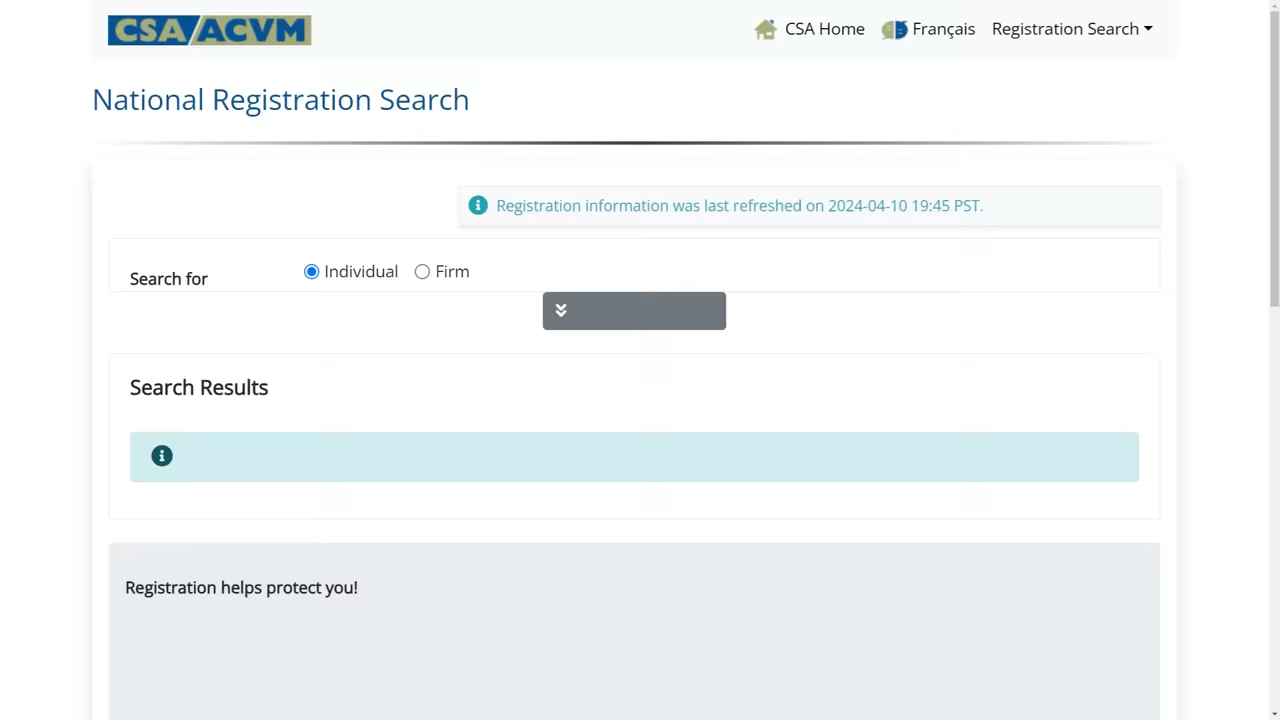 CSA/ACVM
CSA Home
Français
Registration Search
National Registration Search
Registration information was last refreshed on 2024-04-10 19:45 PST.
Search for
Individual
Firm
Search Results
Registration helps protect you!